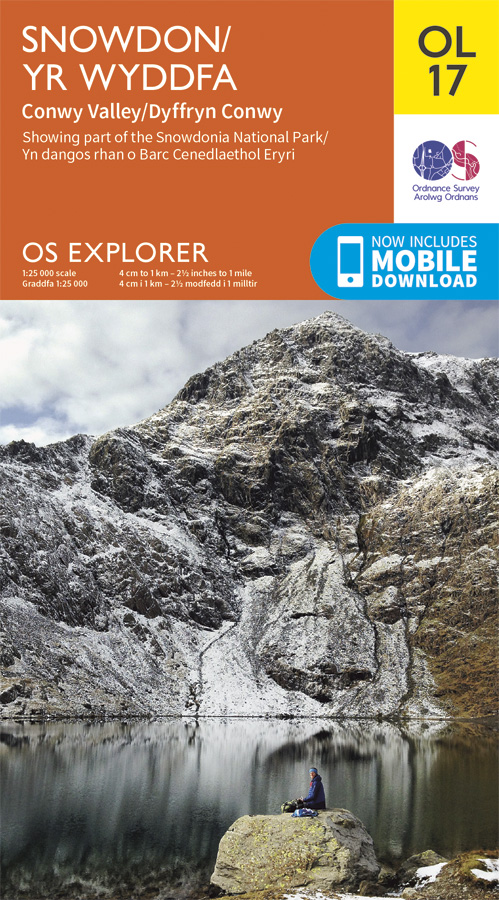 SNOWDON/
YR WYDDFA
Conwy Valley/Dyffryn Conwy
Showing part of the Snowdonia National Park/
Yn dangos rhan o Barc Cenedlaethol Eryri
OL
17
Ordnance Survey
Arolwg Ordnans
OS EXPLORER
1:25 000 scale
Graddfa 1:25 000
4 cm to 1 km – 2½ inches to 1 mile
4 cm i 1 km – 2½ modfedd i 1 milltir
NOW INCLUDES
MOBILE
DOWNLOAD